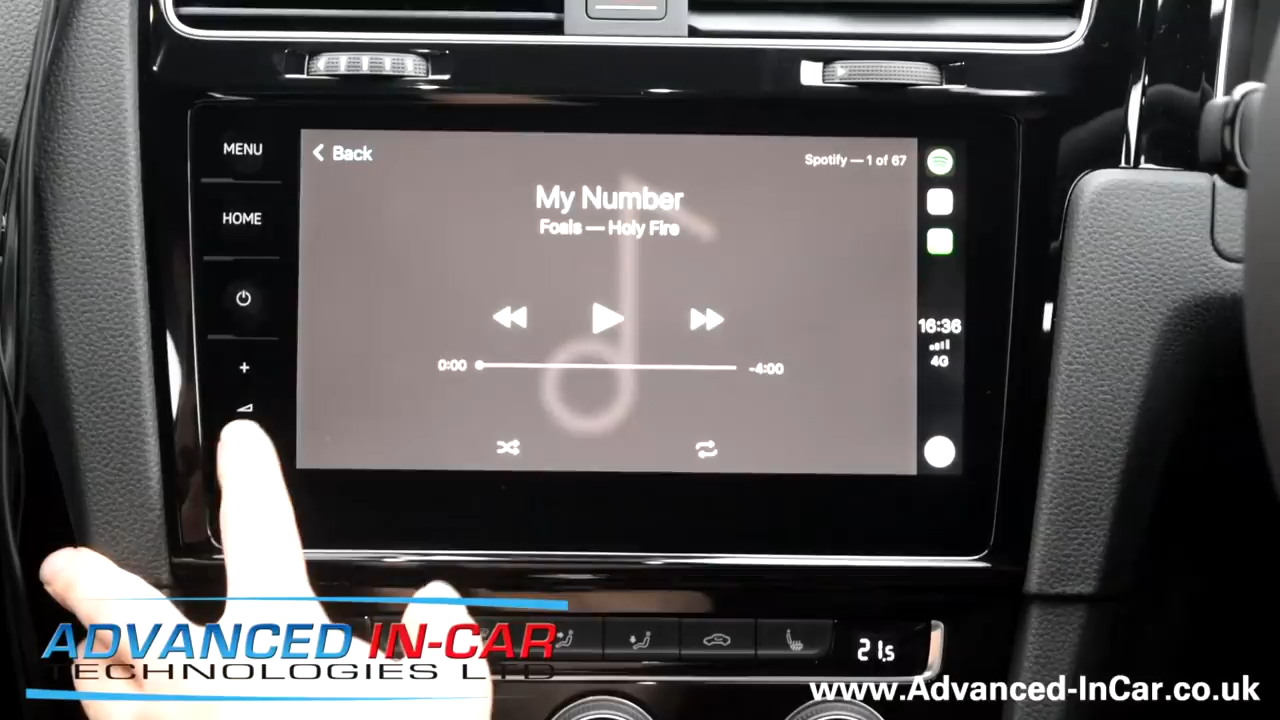 MENU
HOME
Back
Spotify — 1 of 67
My Number
Foals — Holy Fire
0:00
-4:00
16:36
4G
21.5
ADVANCED IN-CAR
TECHNOLOGIES LTD
www.Advanced-InCar.co.uk